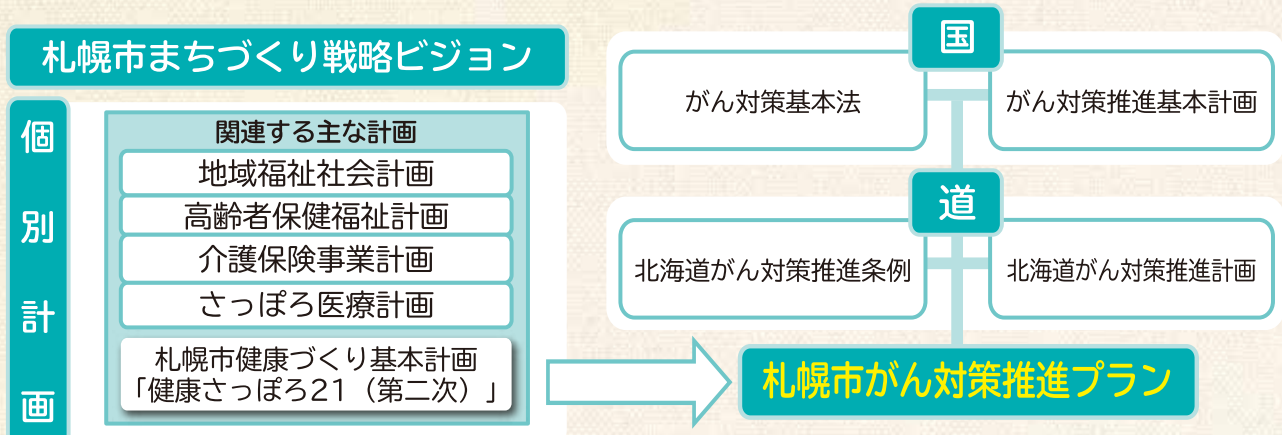 札幌市まちづくり戦略ビジョン
個別計画
関連する主な計画
地域福祉社会計画
高齢者保健福祉計画
介護保険事業計画
さっぽろ医療計画
札幌市健康づくり基本計画
「健康さっぽろ21（第二次）」
国
がん対策基本法
がん対策推進基本計画
道
北海道がん対策推進条例
北海道がん対策推進計画
札幌市がん対策推進プラン